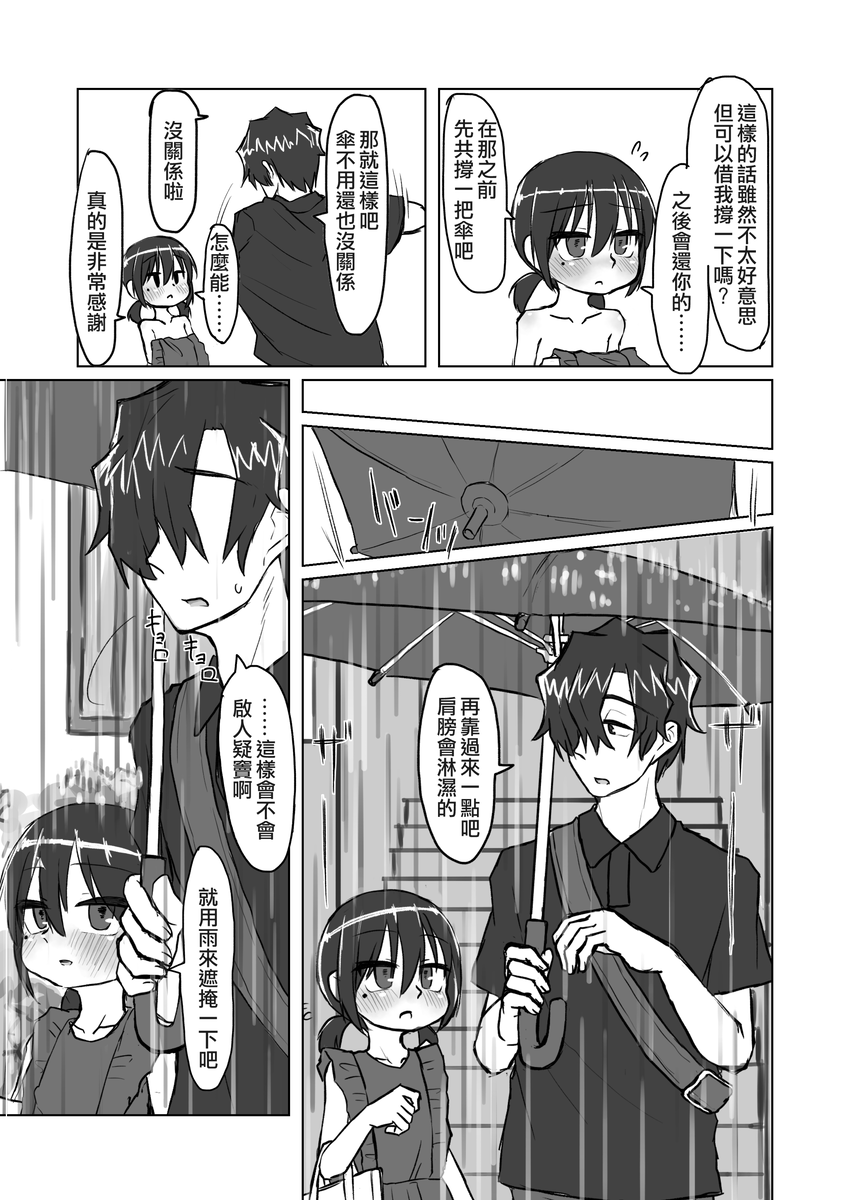 這樣的話雖然不太好意思
但可以借我撐一下嗎？
之後會還你的……
在那之前
先共撐一把傘吧
那就這樣吧
傘不用還也沒關係
怎麼能……
沒關係啦
真的是非常感謝
ザー
再靠過來一點吧
肩膀會淋濕的
キョロ
キョロ
……這樣會不會
啟人疑竇啊
就用雨來遮掩一下吧